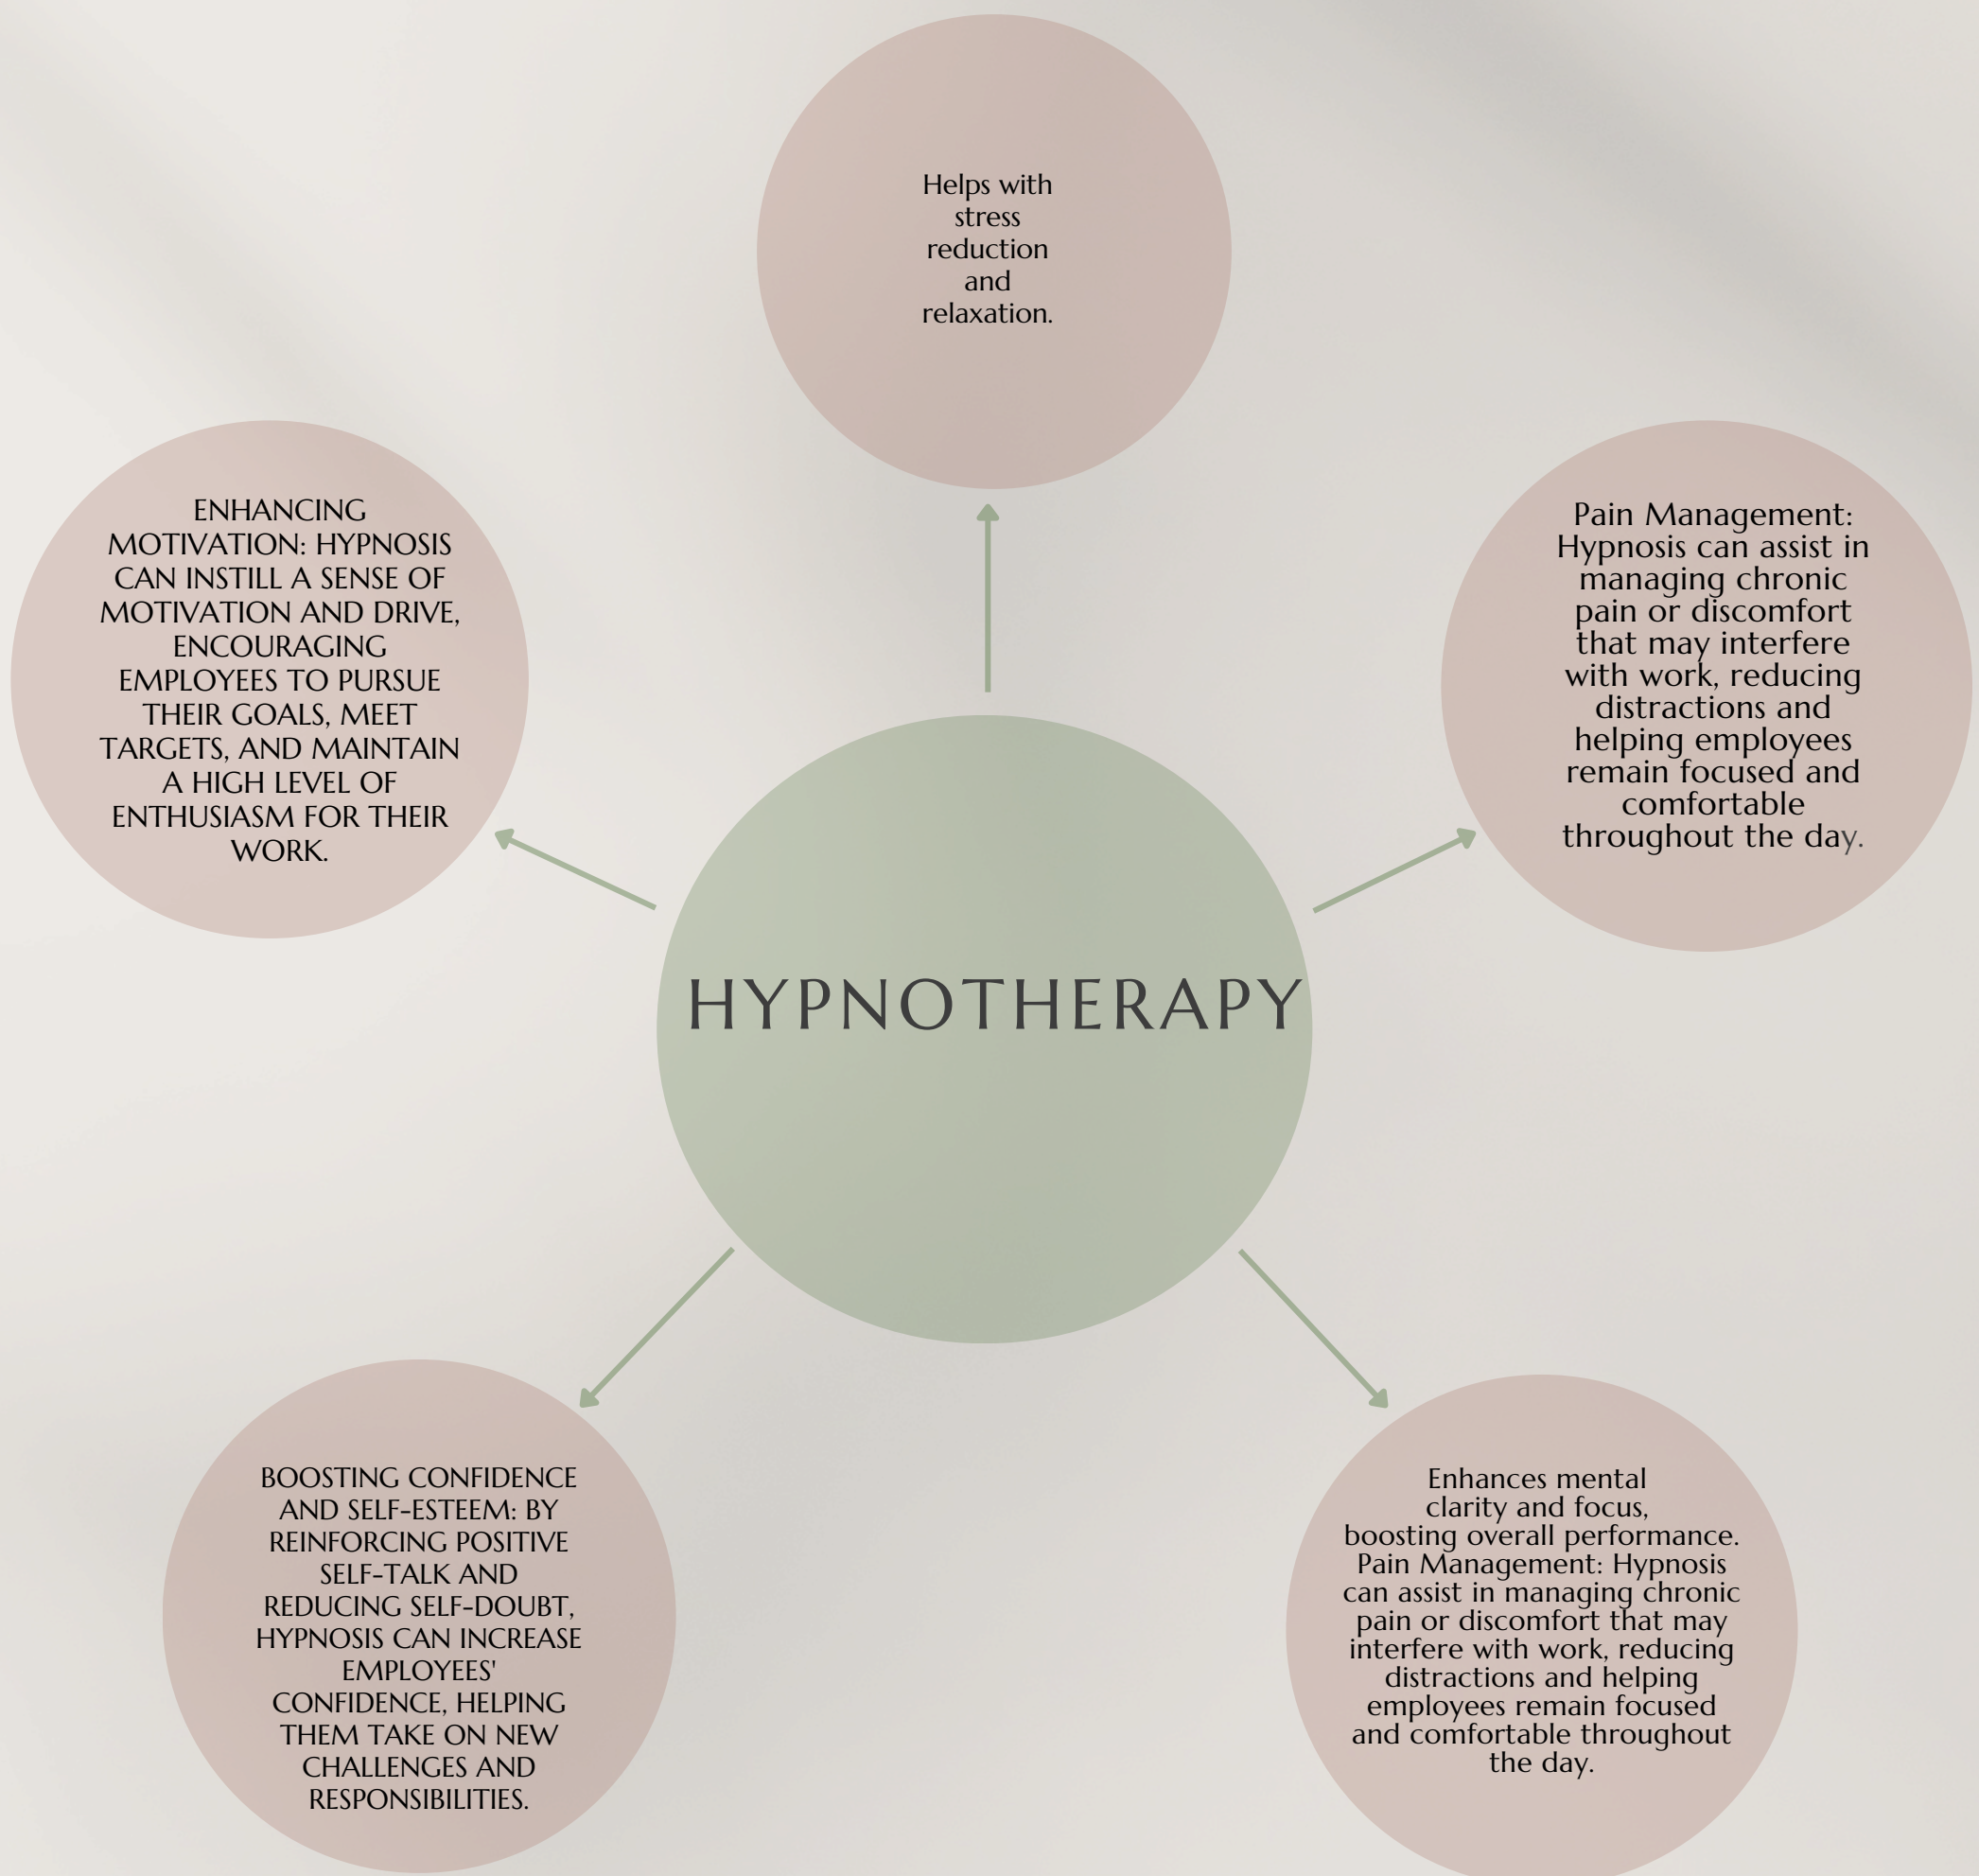 Helps with
stress
reduction
and
relaxation.
ENHANCING
MOTIVATION: HYPNOSIS
CAN INSTILL A SENSE OF
MOTIVATION AND DRIVE,
ENCOURAGING
EMPLOYEES TO PURSUE
THEIR GOALS, MEET
TARGETS, AND MAINTAIN
A HIGH LEVEL OF
ENTHUSIASM FOR THEIR
WORK.
Pain Management:
Hypnosis can assist in
managing chronic
pain or discomfort
that may interfere
with work, reducing
distractions and
helping employees
remain focused and
comfortable
throughout the day.
HYPNOTHERAPY
BOOSTING CONFIDENCE
AND SELF-ESTEEM: BY
REINFORCING POSITIVE
SELF-TALK AND
REDUCING SELF-DOUBT,
HYPNOSIS CAN INCREASE
EMPLOYEES'
CONFIDENCE, HELPING
THEM TAKE ON NEW
CHALLENGES AND
RESPONSIBILITIES.
Enhances mental
clarity and focus,
boosting overall performance.
Pain Management: Hypnosis
can assist in managing chronic
pain or discomfort that may
interfere with work, reducing
distractions and helping
employees remain focused
and comfortable throughout
the day.